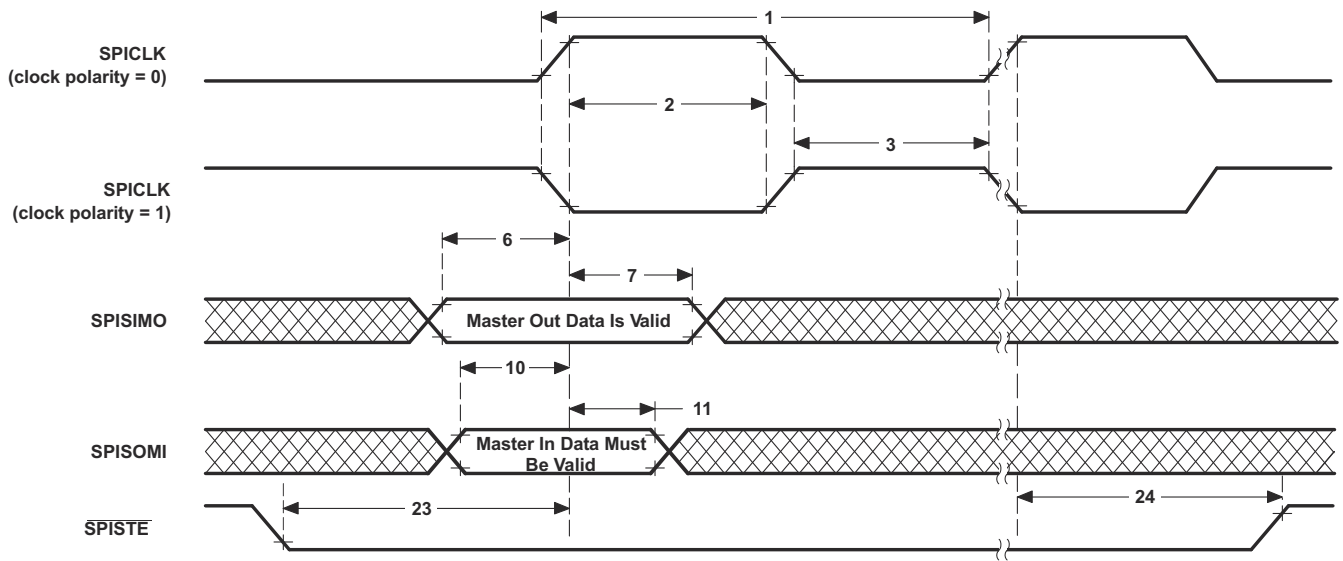 1
SPICLK
(clock polarity = 0)
2
3
SPICLK
(clock polarity = 1)
6
7
SPISIMO
Master Out Data Is Valid
10
11
SPISOMI
Master In Data Must
Be Valid
23
24
SPISTE